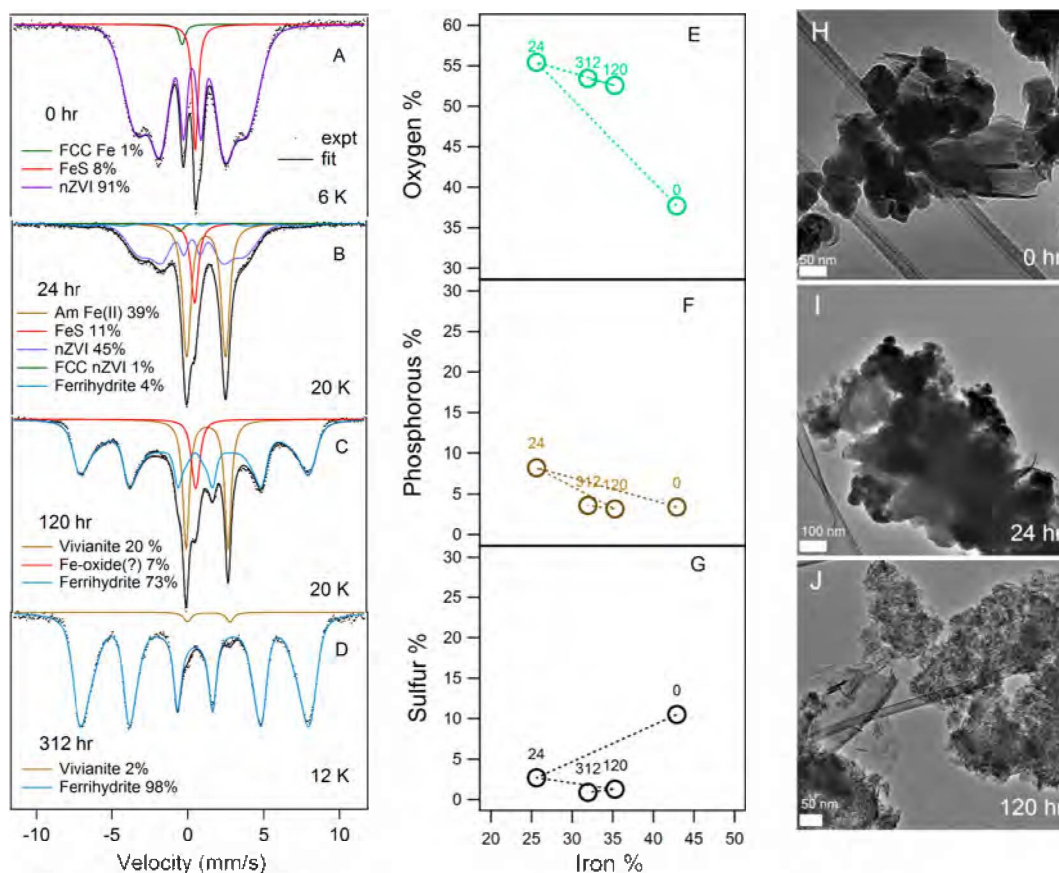 A
0 hr
FCC Fe 1%
FeS 8%
nZVI 91%
expt
fit
6 K
B
24 hr
Am Fe(II) 39%
FeS 11%
nZVI 45%
FCC nZVI 1%
Ferrihydrite 4%
20 K
C
120 hr
Vivianite 20 %
Fe-oxide(?) 7%
Ferrihydrite 73%
20 K
D
312 hr
Vivianite 2%
Ferrihydrite 98%
12 K
-10 -5 0 5 10
Velocity (mm/s)
E
Oxygen %
60
55
50
45
40
35
30
24
312
120
0
F
Phosphorous %
30
25
20
15
10
5
0
24
312
120
0
G
Sulfur %
30
25
20
15
10
5
0
24
312
120
0
20 25 30 35 40 45 50
Iron %
H
50 nm
0 hr
I
100 nm
24 hr
J
50 nm
120 hr